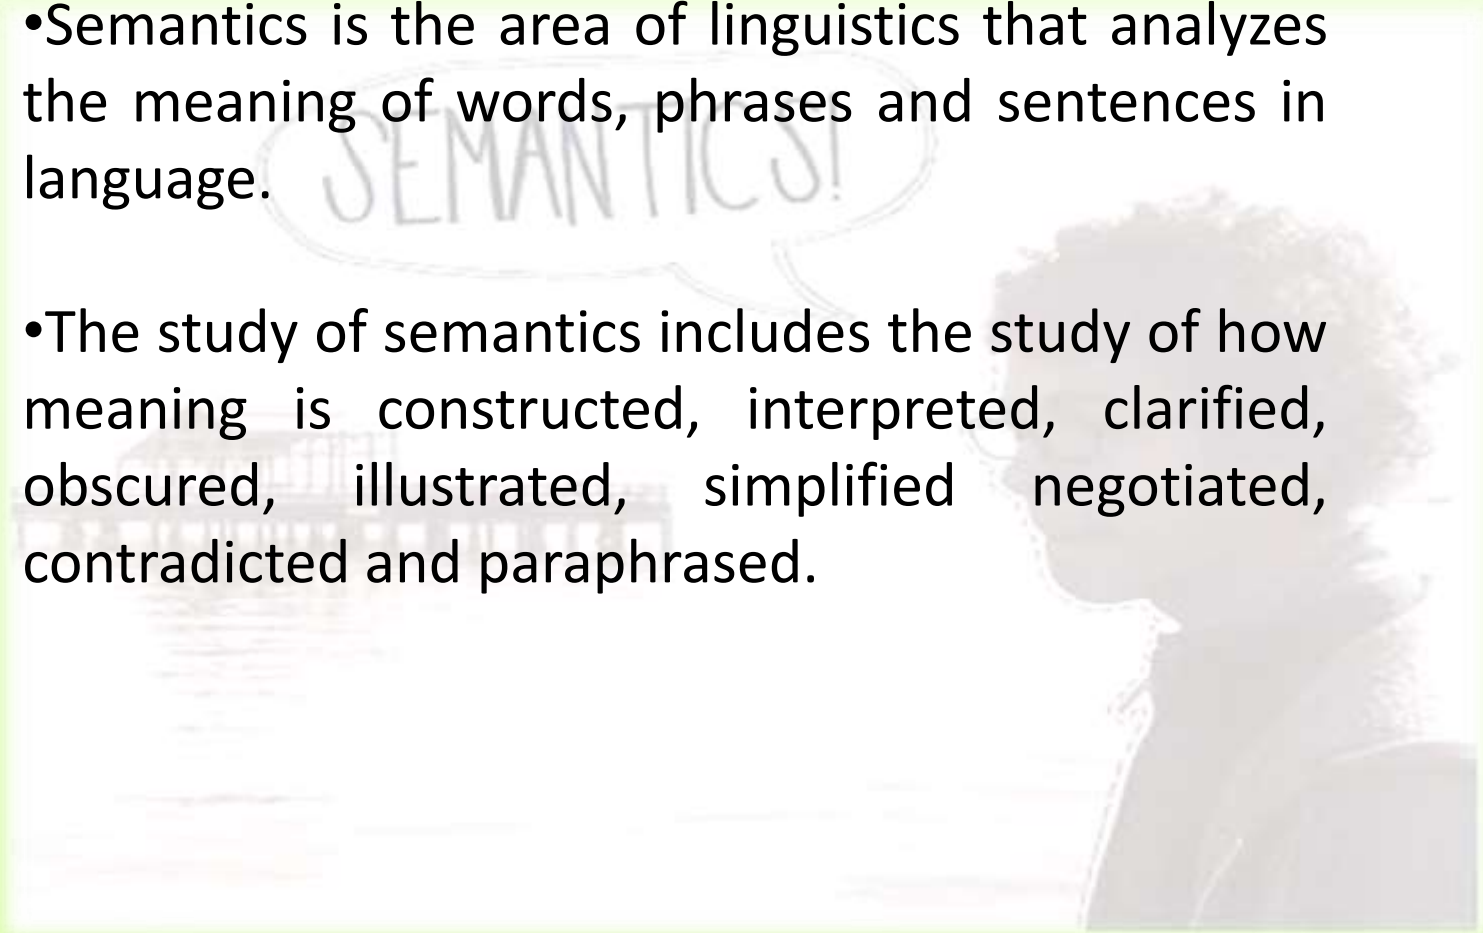 •Semantics is the area of linguistics that analyzes
the meaning of words, phrases and sentences in
language.
SEMANTICS!
•The study of semantics includes the study of how
meaning is constructed, interpreted, clarified,
obscured, illustrated, simplified negotiated,
contradicted and paraphrased.